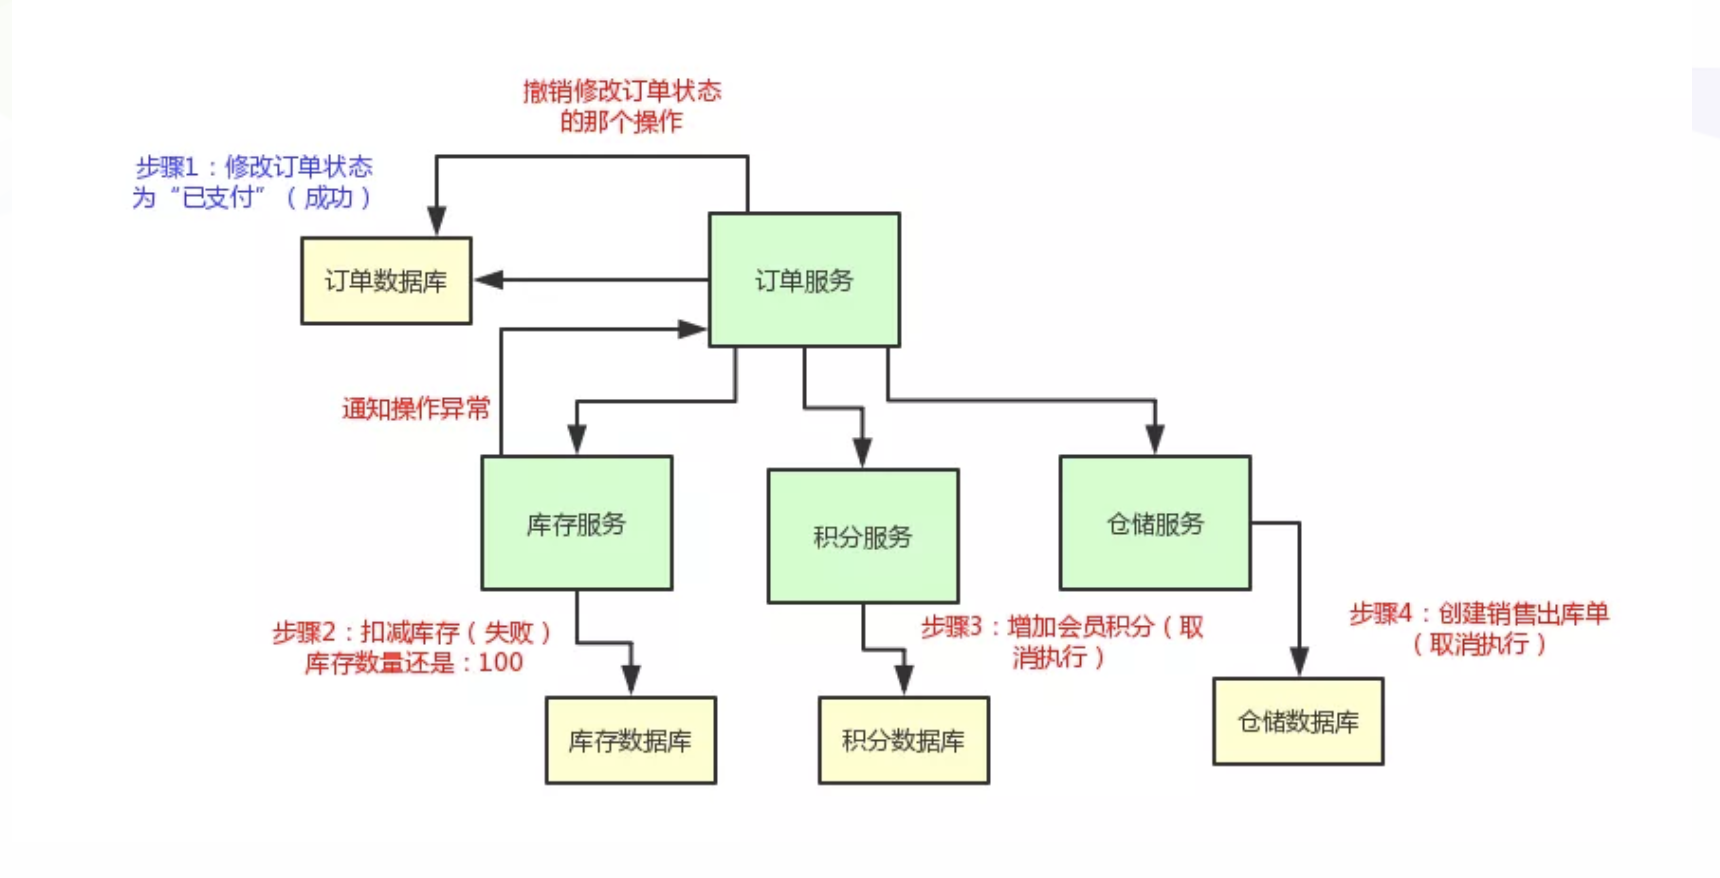 撤销修改订单状态
的那个操作
步骤1：修改订单状态
为“已支付”（成功）
订单数据库
订单服务
通知操作异常
库存服务
积分服务
仓储服务
步骤2：扣减库存（失败）
库存数量还是：100
步骤3：增加会员积分（取
消执行）
步骤4：创建销售出库单
（取消执行）
库存数据库
积分数据库
仓储数据库